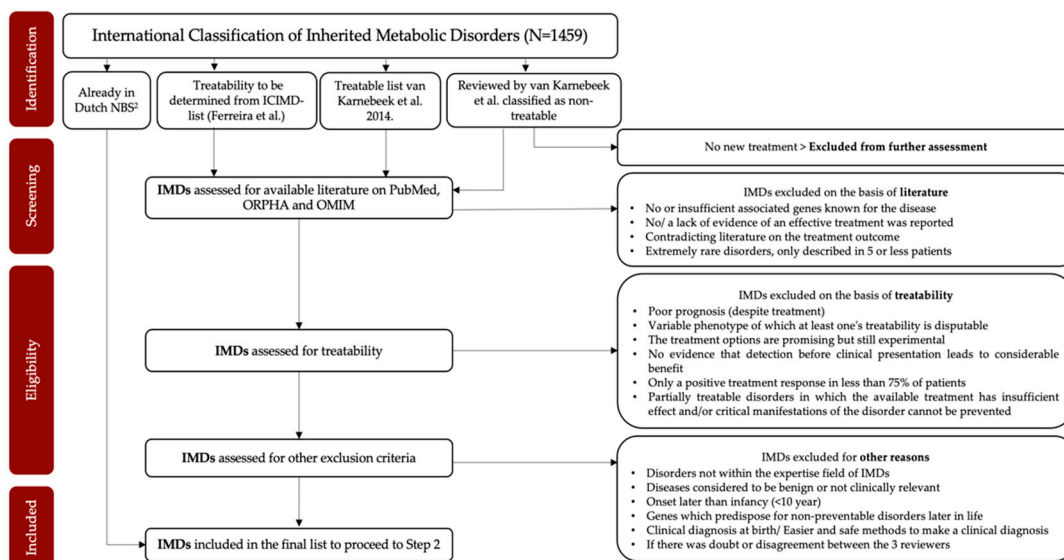 Identification
International Classification of Inherited Metabolic Disorders (N=1459)
Already in
Dutch NBS²
Treatability to be
determined from ICIMD-
list (Ferreira et al.)
Treatable list van
Karnebeek et al.
2014.
Reviewed by van Karnebeek
et al. classified as non-
treatable
Screening
No new treatment > Excluded from further assessment
IMDs assessed for available literature on PubMed,
ORPHA and OMIM
IMDs excluded on the basis of literature
• No or insufficient associated genes known for the disease
• No/ a lack of evidence of an effective treatment was reported
• Contradicting literature on the treatment outcome
• Extremely rare disorders, only described in 5 or less patients
Eligibility
IMDs assessed for treatability
IMDs excluded on the basis of treatability
• Poor prognosis (despite treatment)
• Variable phenotype of which at least one's treatability is disputable
• The treatment options are promising but still experimental
• No evidence that detection before clinical presentation leads to considerable
benefit
• Only a positive treatment response in less than 75% of patients
• Partially treatable disorders in which the available treatment has insufficient
effect and/or critical manifestations of the disorder cannot be prevented
IMDs assessed for other exclusion criteria
IMDs excluded for other reasons
• Disorders not within the expertise field of IMDs
• Diseases considered to be benign or not clinically relevant
• Onset later than infancy (<10 year)
• Genes which predispose for non-preventable disorders later in life
• Clinical diagnosis at birth/ Easier and safe methods to make a clinical diagnosis
• If there was doubt or disagreement between the 3 reviewers
Included
IMDs included in the final list to proceed to Step 2